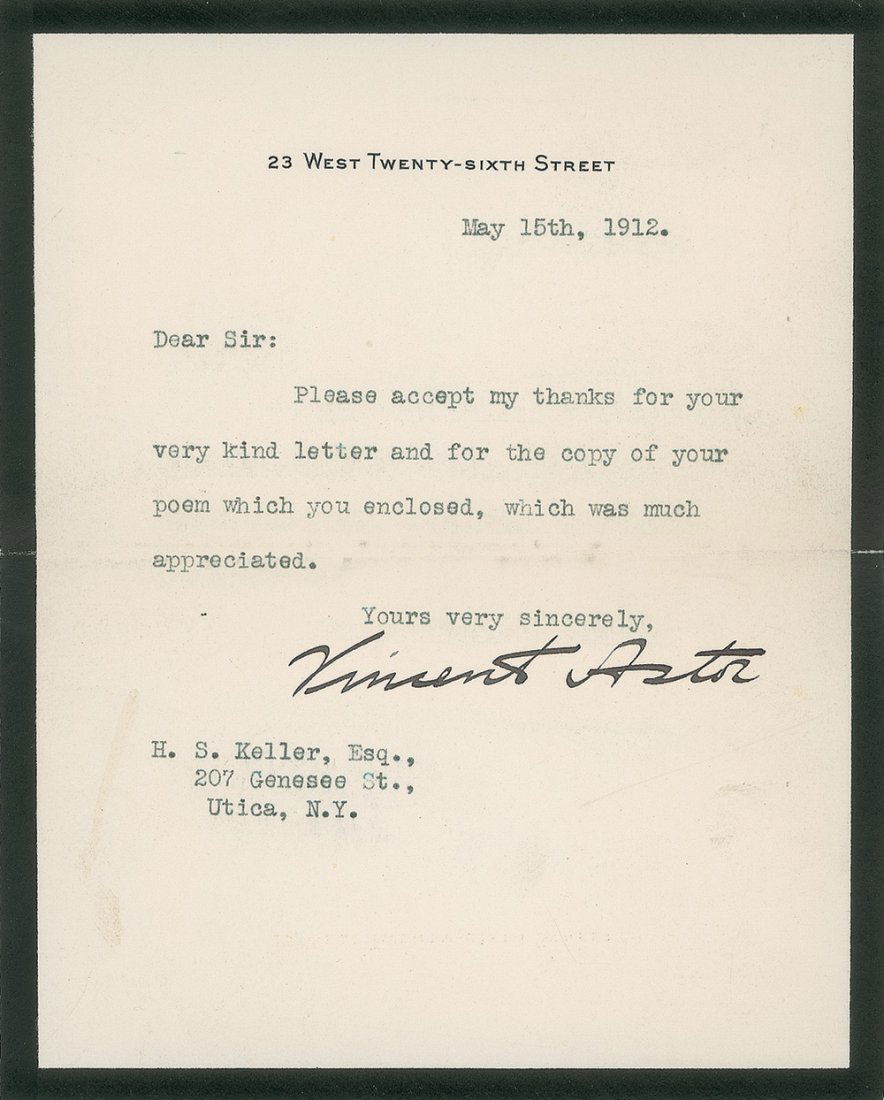 23 West Twenty-sixth Street
May 15th, 1912.
Dear Sir:
Please accept my thanks for your
very kind letter and for the copy of your
poem which you enclosed, which was much
appreciated.
Yours very sincerely,
Vincent Astor
H. S. Keller, Esq.,
207 Genesee St.,
Utica, N.Y.